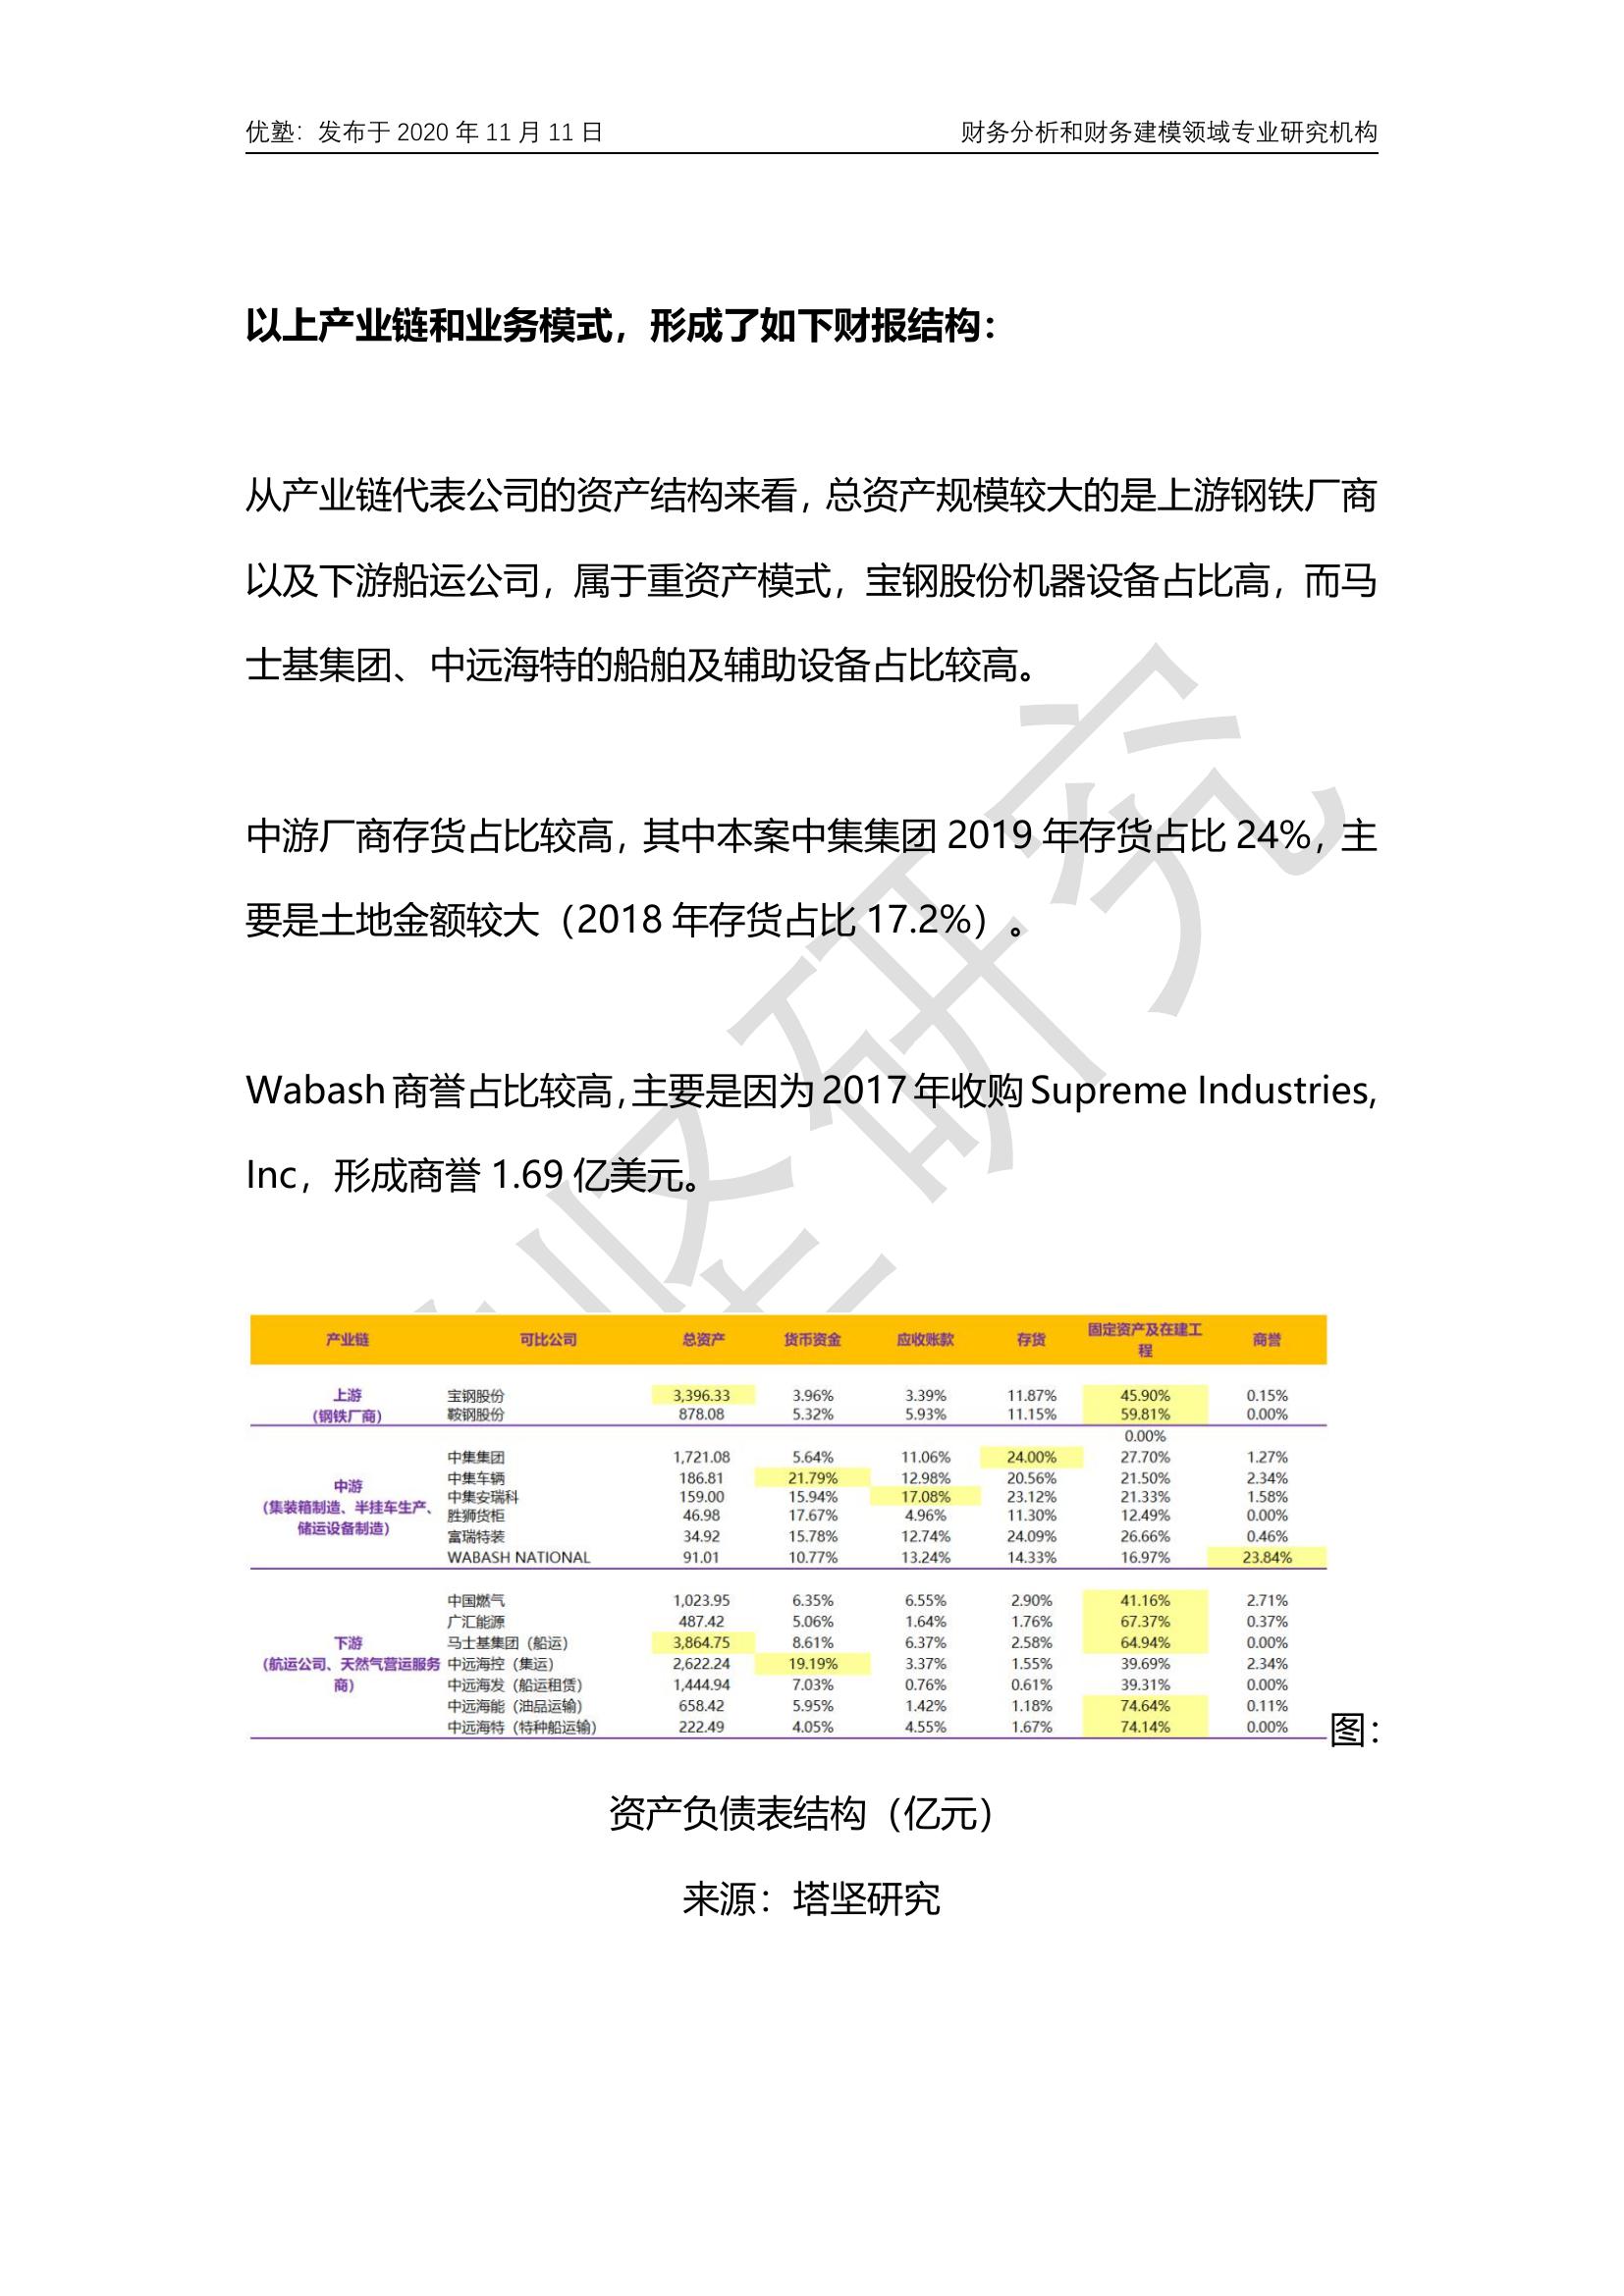 优塾：发布于 2020 年 11 月 11 日 财务分析和财务建模领域专业研究机构
以上产业链和业务模式，形成了如下财报结构：
从产业链代表公司的资产结构来看，总资产规模较大的是上游钢铁厂商
以及下游船运公司，属于重资产模式，宝钢股份机器设备占比高，而马
士基集团、中远海特的船舶及辅助设备占比较高。
中游厂商存货占比较高，其中本案中集集团 2019 年存货占比 24%，主
要是土地金额较大（2018 年存货占比 17.2%）。
Wabash 商誉占比较高，主要是因为 2017 年收购 Supreme Industries,
Inc，形成商誉 1.69 亿美元。
产业链 可比公司 总资产 货币资金 应收账款 存货 固定资产及在建工程 商誉
上游
（钢铁厂商）
宝钢股份 3,396.33 3.96% 3.39% 11.87% 45.90% 0.15%
鞍钢股份 878.08 5.32% 5.93% 11.15% 59.81% 0.00%
0.00%
中游
（集装箱制造、半挂车生产、
储运设备制造）
中集集团 1,721.08 5.64% 11.06% 24.00% 27.70% 1.27%
中集车辆 186.81 21.79% 12.98% 20.56% 21.50% 2.34%
中集安瑞科 159.00 15.94% 17.08% 23.12% 21.33% 1.58%
胜狮货柜 46.98 17.67% 4.96% 11.30% 12.49% 0.00%
富瑞特装 34.92 15.78% 12.74% 24.09% 26.66% 0.46%
WABASH NATIONAL 91.01 10.77% 13.24% 14.33% 16.97% 23.84%
下游
（航运公司、天然气营运服务
商）
中国燃气 1,023.95 6.35% 6.55% 2.90% 41.16% 2.71%
广汇能源 487.42 5.06% 1.64% 1.76% 67.37% 0.37%
马士基集团（船运） 3,864.75 8.61% 6.37% 2.58% 64.94% 0.00%
中远海控（集运） 2,622.24 19.19% 3.37% 1.55% 39.69% 2.34%
中远海发（船运租赁） 1,444.94 7.03% 0.76% 0.61% 39.31% 0.00%
中远海能（油品运输） 658.42 5.95% 1.42% 1.18% 74.64% 0.11%
中远海特（特种船运输） 222.49 4.05% 4.55% 1.67% 74.14% 0.00%
图：
资产负债表结构（亿元）
来源：塔坚研究
坚研究